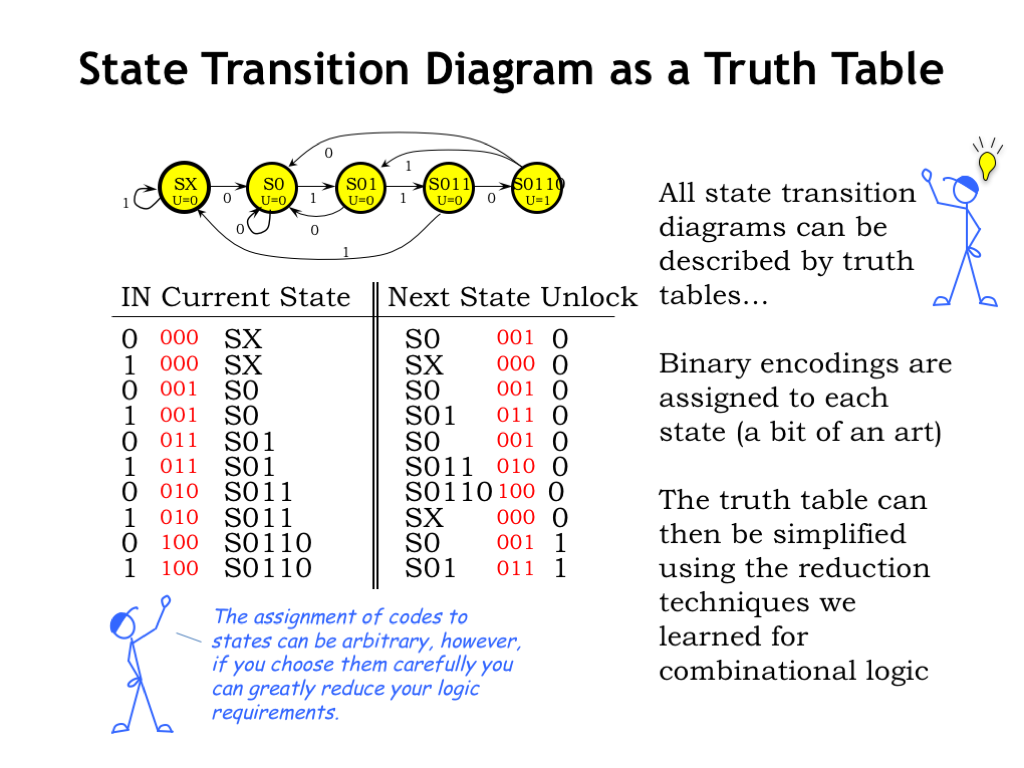 State Transition Diagram as a Truth Table
0
1
SX
U=0
S0
U=0
S01
U=0
S011
U=0
S0110
U=1
1
0
1
1
0
0
0
1
All state transition
diagrams can be
described by truth
tables…
Binary encodings are
assigned to each
state (a bit of an art)
The truth table can
then be simplified
using the reduction
techniques we
learned for
combinational logic
IN Current State Next State Unlock
0 000 SX S0 001 0
1 000 SX SX 000 0
0 001 S0 S0 001 0
1 001 S0 S01 011 0
0 011 S01 S0 001 0
1 011 S01 S011 010 0
0 010 S011 S0110 100 0
1 010 S011 SX 000 0
0 100 S0110 S0 001 1
1 100 S0110 S01 011 1
The assignment of codes to
states can be arbitrary, however,
if you choose them carefully you
can greatly reduce your logic
requirements.